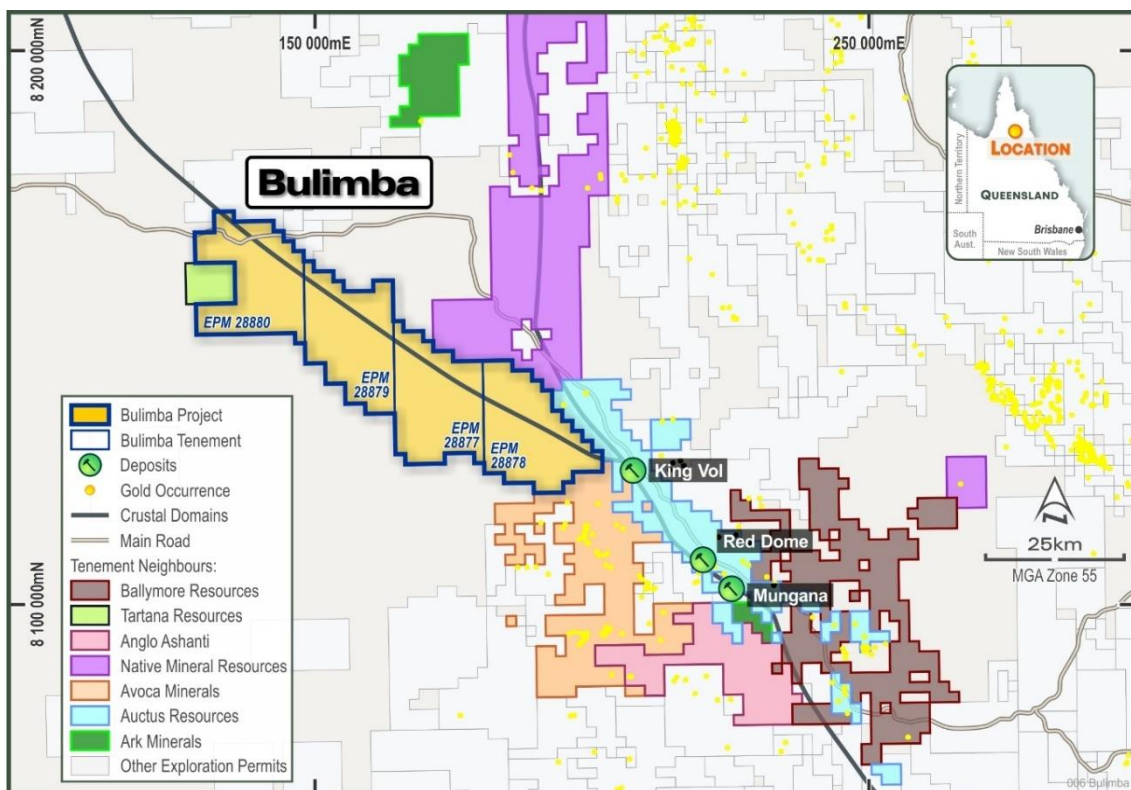 150 000mE
250 000mE
8 200 000mN
8 100 000mN
Bulimba
EPM 28880
EPM
28879
EPM
28877
EPM
28878
King Vol
Red Dome
Mungana
LOCATION
QUEENSLAND
Northern Territory
Brisbane
South
Aust.
New South Wales
N
25km
MGA Zone 55
Bulimba Project
Bulimba Tenement
Deposits
Gold Occurrence
Crustal Domains
Main Road
Tenement Neighbours:
Ballymore Resources
Tartana Resources
Anglo Ashanti
Native Mineral Resources
Avoca Minerals
Auctus Resources
Ark Minerals
Other Exploration Permits
006 Bulimba